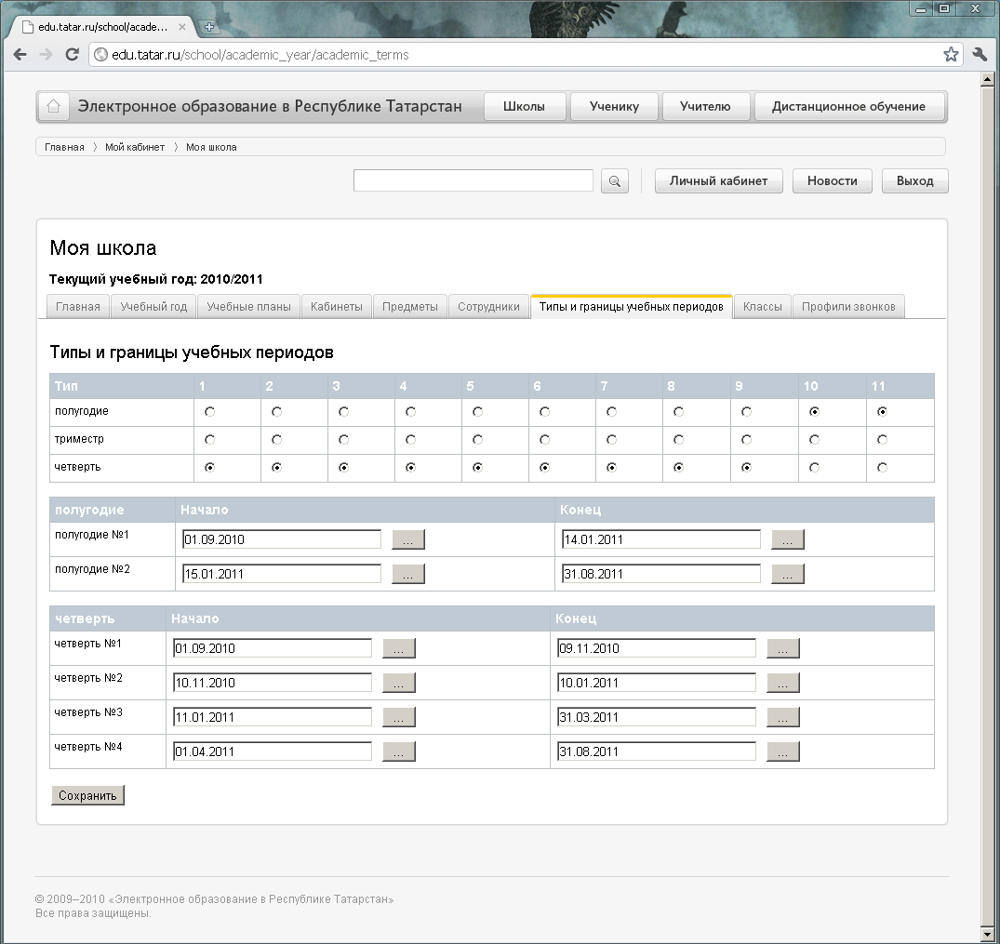 edu.tatar.ru/school/acade...
edu.tatar.ru/school/academic_year/academic_terms
Электронное образование в Республике Татарстан Школы Ученику Учителю Дистанционное обучение
Главная 〉 Мой кабинет 〉 Моя школа
Личный кабинет Новости Выход
Моя школа
Текущий учебный год: 2010/2011
Главная Учебный год Учебные планы Кабинеты Предметы Сотрудники Типы и границы учебных периодов Классы Профили звонков
Типы и границы учебных периодов
Тип 1 2 3 4 5 6 7 8 9 10 11
полугодие
триместр
четверть
полугодие Начало Конец
полугодие №1 01.09.2010 ... 14.01.2011 ...
полугодие №2 15.01.2011 ... 31.08.2011 ...
четверть Начало Конец
четверть №1 01.09.2010 ... 09.11.2010 ...
четверть №2 10.11.2010 ... 10.01.2011 ...
четверть №3 11.01.2011 ... 31.03.2011 ...
четверть №4 01.04.2011 ... 31.08.2011 ...
Сохранить
© 2009–2010 «Электронное образование в Республике Татарстан»
Все права защищены.